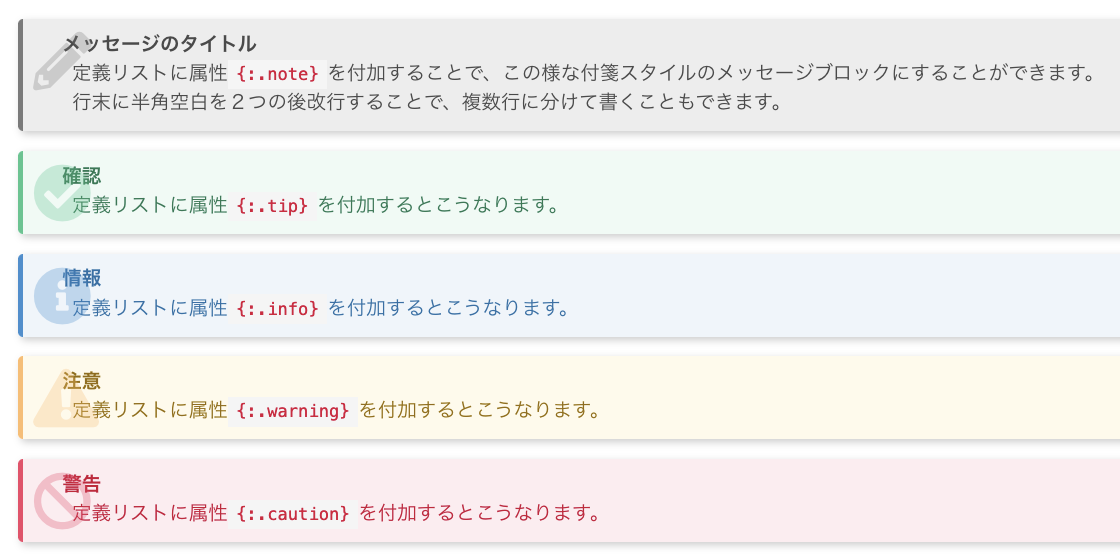 メッセージのタイトル
定義リストに属性 {:.note} を付加することで、この様な付箋スタイルのメッセージブロックにすることができます。
行末に半角空白を２つの後改行することで、複数行に分けて書くこともできます。
確認
定義リストに属性 {:.tip} を付加するとこうなります。
情報
定義リストに属性 {:.info} を付加するとこうなります。
注意
定義リストに属性 {:.warning} を付加するとこうなります。
警告
定義リストに属性 {:.caution} を付加するとこうなります。